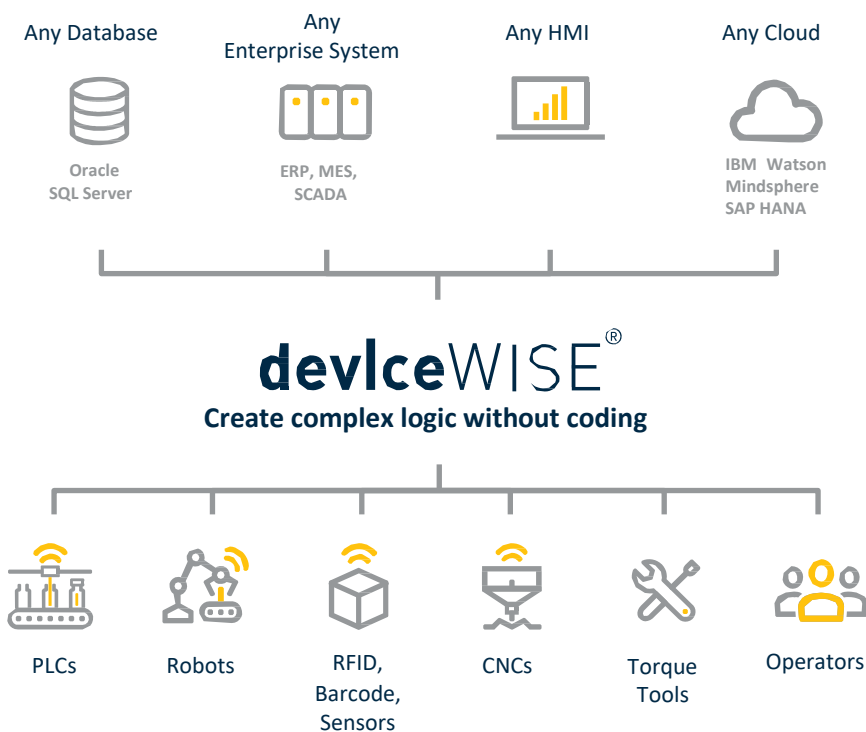 Any Database
Any
Enterprise System
Any HMI
Any Cloud
Oracle
SQL Server
ERP, MES,
SCADA
IBM Watson
Mindsphere
SAP HANA
devIceWISE®
Create complex logic without coding
PLCs
Robots
RFID,
Barcode,
Sensors
CNCs
Torque
Tools
Operators